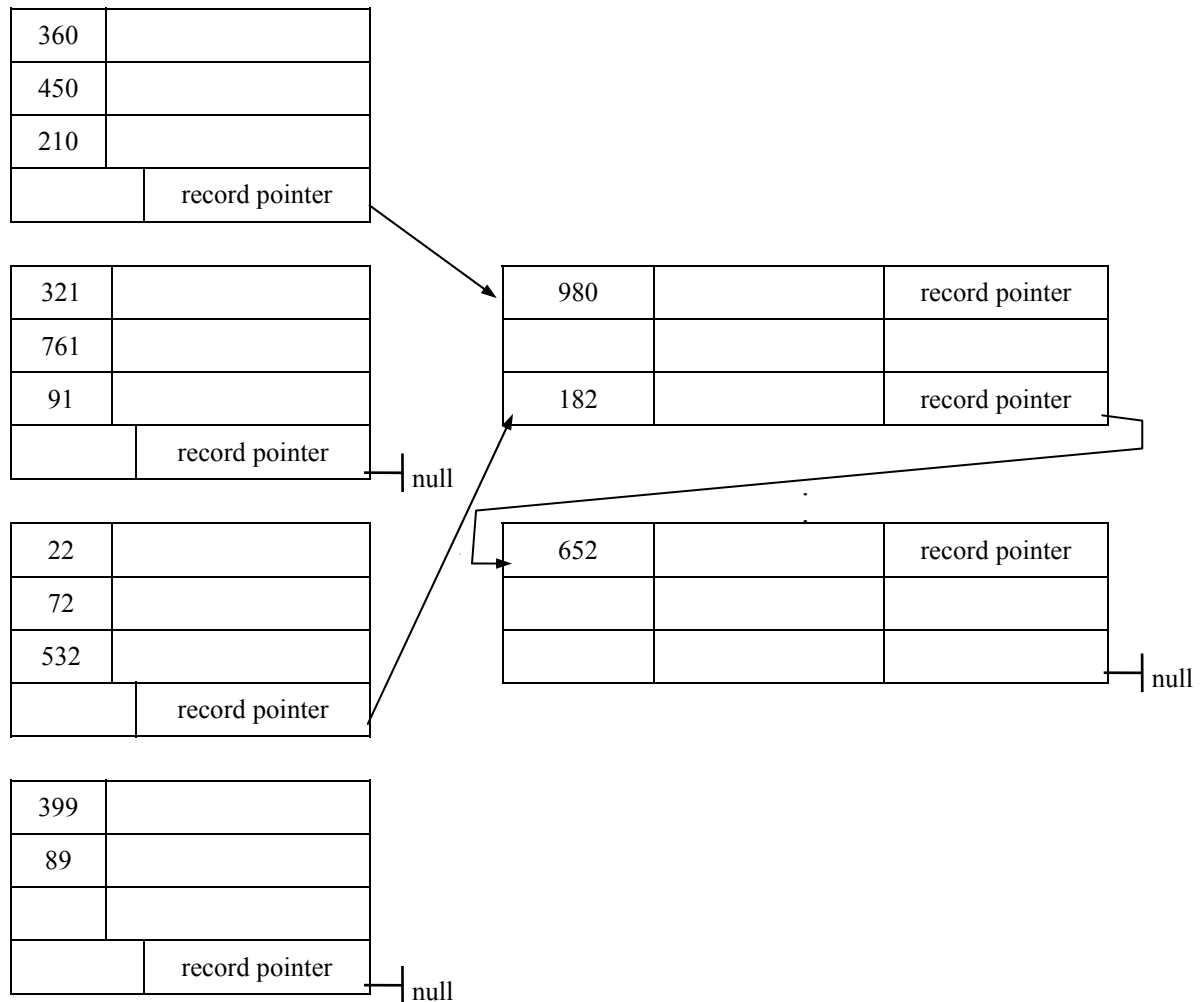 360
450
210
record pointer
321
761
91
record pointer
null
22
72
532
record pointer
399
89
record pointer
null
980 record pointer
182 record pointer
652 record pointer
null